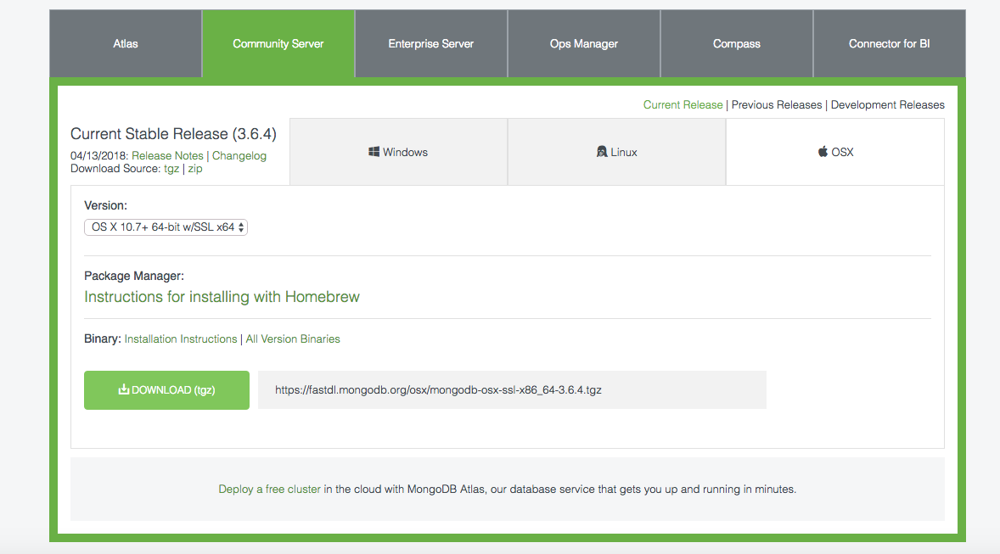 Atlas
Community Server
Enterprise Server
Ops Manager
Compass
Connector for BI
Current Release | Previous Releases | Development Releases
Current Stable Release (3.6.4)
04/13/2018: Release Notes | Changelog
Download Source: tgz | zip
Windows
Linux
OSX
Version:
OS X 10.7+ 64-bit w/SSL x64
Package Manager:
Instructions for installing with Homebrew
Binary: Installation Instructions | All Version Binaries
DOWNLOAD (tgz)
https://fastdl.mongodb.org/osx/mongodb-osx-ssl-x86_64-3.6.4.tgz
Deploy a free cluster in the cloud with MongoDB Atlas, our database service that gets you up and running in minutes.